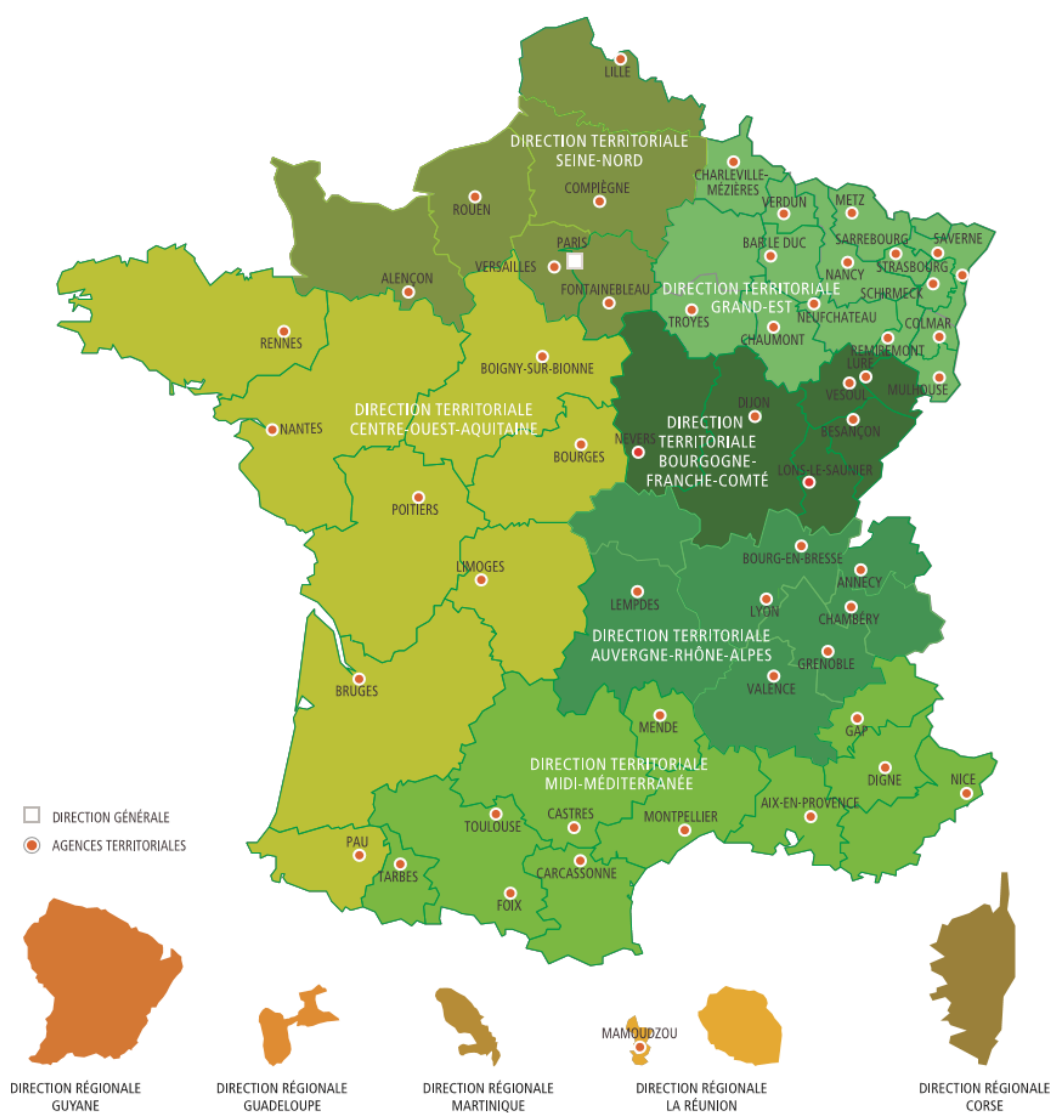 LILLE
DIRECTION TERRITORIALE
SEINE-NORD
CHARLEVILLE-
MÉZIÈRES
COMPIÈGNE
ROUEN
VERDUN
METZ
PARIS
BAR LE DUC
SARREBOURG
SAVERNE
VERSAILLES
NANCY
STRASBOURG
ALENÇON
FONTAINEBLEAU
DIRECTION TERRITORIALE
GRAND-EST
SCHIRMECK
TROYES
NEUFCHATEAU
COLMAR
RENNES
CHAUMONT
REMIREMONT
BOIGNY-SUR-BIONNE
LURE
VESOUL
MULHOUSE
DIRECTION TERRITORIALE
CENTRE-OUEST-AQUITAINE
DIJON
NANTES
DIRECTION
TERRITORIALE
BOURGOGNE-
FRANCHE-COMTÉ
BESANÇON
NEVERS
BOURGES
LONS-LE-SAUNIER
POITIERS
BOURG-EN-BRESSE
LIMOGES
ANNECY
LEMPDES
LYON
CHAMBÉRY
DIRECTION TERRITORIALE
AUVERGNE-RHÔNE-ALPES
GRENOBLE
BRUGES
VALENCE
MENDE
GAP
DIRECTION TERRITORIALE
MIDI-MÉDITERRANÉE
DIGNE
NICE
AIX-EN-PROVENCE
CASTRES
MONTPELLIER
TOULOUSE
DIRECTION GÉNÉRALE
AGENCES TERRITORIALES
PAU
TARBES
CARCASSONNE
FOIX
MAMOUDZOU
DIRECTION RÉGIONALE
GUYANE
DIRECTION RÉGIONALE
GUADELOUPE
DIRECTION RÉGIONALE
MARTINIQUE
DIRECTION RÉGIONALE
LA RÉUNION
DIRECTION RÉGIONALE
CORSE